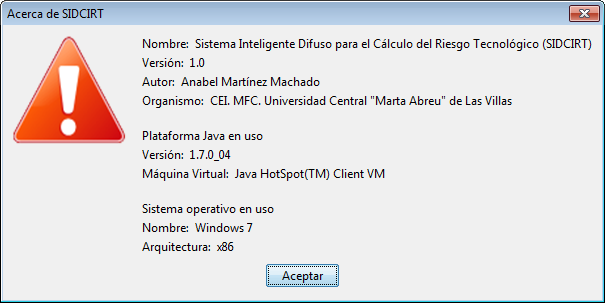 Acerca de SIDCIRT
Nombre: Sistema Inteligente Difuso para el Cálculo del Riesgo Tecnológico (SIDCIRT)
Versión: 1.0
Autor: Anabel Martínez Machado
Organismo: CEI. MFC. Universidad Central "Marta Abreu" de Las Villas
Plataforma Java en uso
Versión: 1.7.0_04
Máquina Virtual: Java HotSpot(TM) Client VM
Sistema operativo en uso
Nombre: Windows 7
Arquitectura: x86
Aceptar